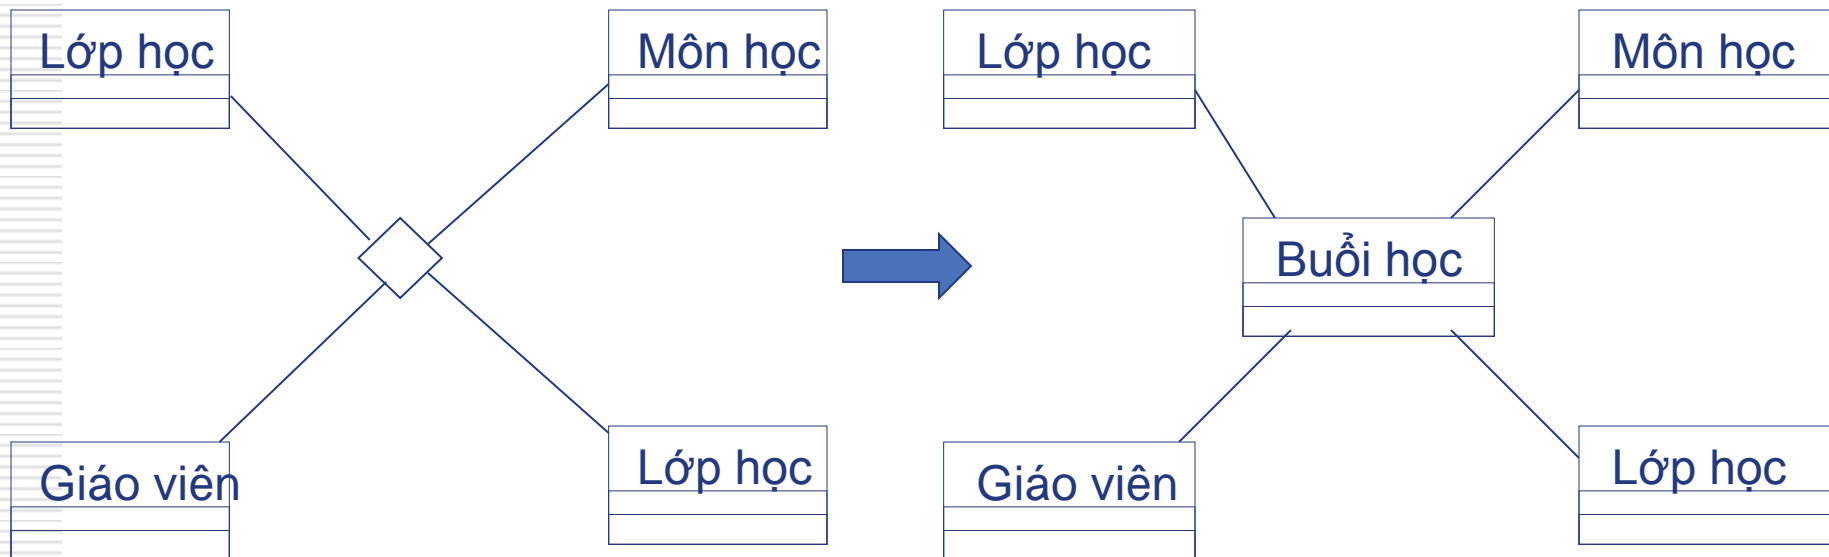 Lớp học
Môn học
Giáo viên
Lớp học
Lớp học
Môn học
Buổi học
Giáo viên
Lớp học